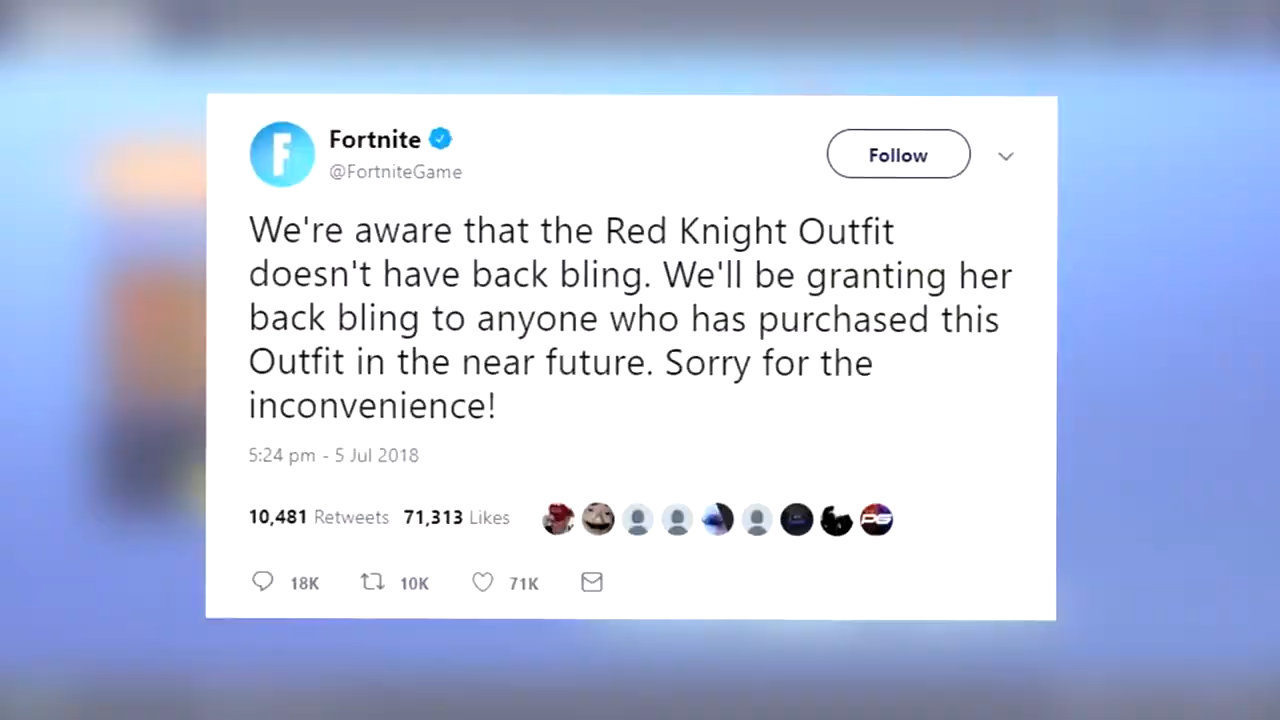 Fortnite
@FortniteGame
Follow
We're aware that the Red Knight Outfit
doesn't have back bling. We'll be granting her
back bling to anyone who has purchased this
Outfit in the near future. Sorry for the
inconvenience!
5:24 pm - 5 Jul 2018
10,481 Retweets 71,313 Likes
PG
18K 10K 71K